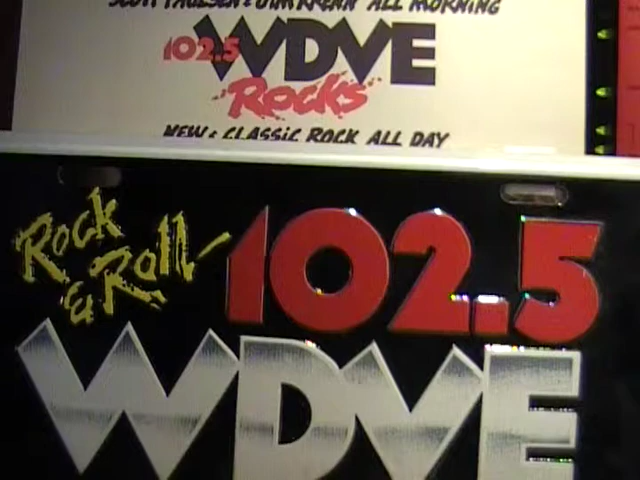 SCOTT PAULSEN & JIM KRENN ALL MORNING
102.5 WDVE
Rocks
NEW & CLASSIC ROCK ALL DAY
Rock & Roll 102.5
WDVE